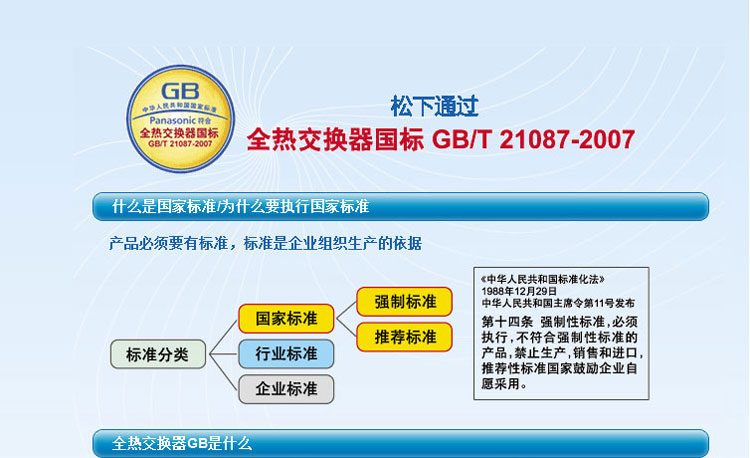 GB
中华人民共和国国家标准
Panasonic 符合
全热交换器国标
GB/T 21087-2007
松下通过
全热交换器国标 GB/T 21087-2007
什么是国家标准/为什么要执行国家标准
产品必须要有标准，标准是企业组织生产的依据
标准分类
国家标准
行业标准
企业标准
强制标准
推荐标准
《中华人民共和国标准化法》
1988年12月29日
中华人民共和国主席令第11号发布
第十四条 强制性标准,必须
执行,不符合强制性标准的
产品,禁止生产,销售和进口,
推荐性标准国家鼓励企业自
愿采用。
全热交换器GB是什么